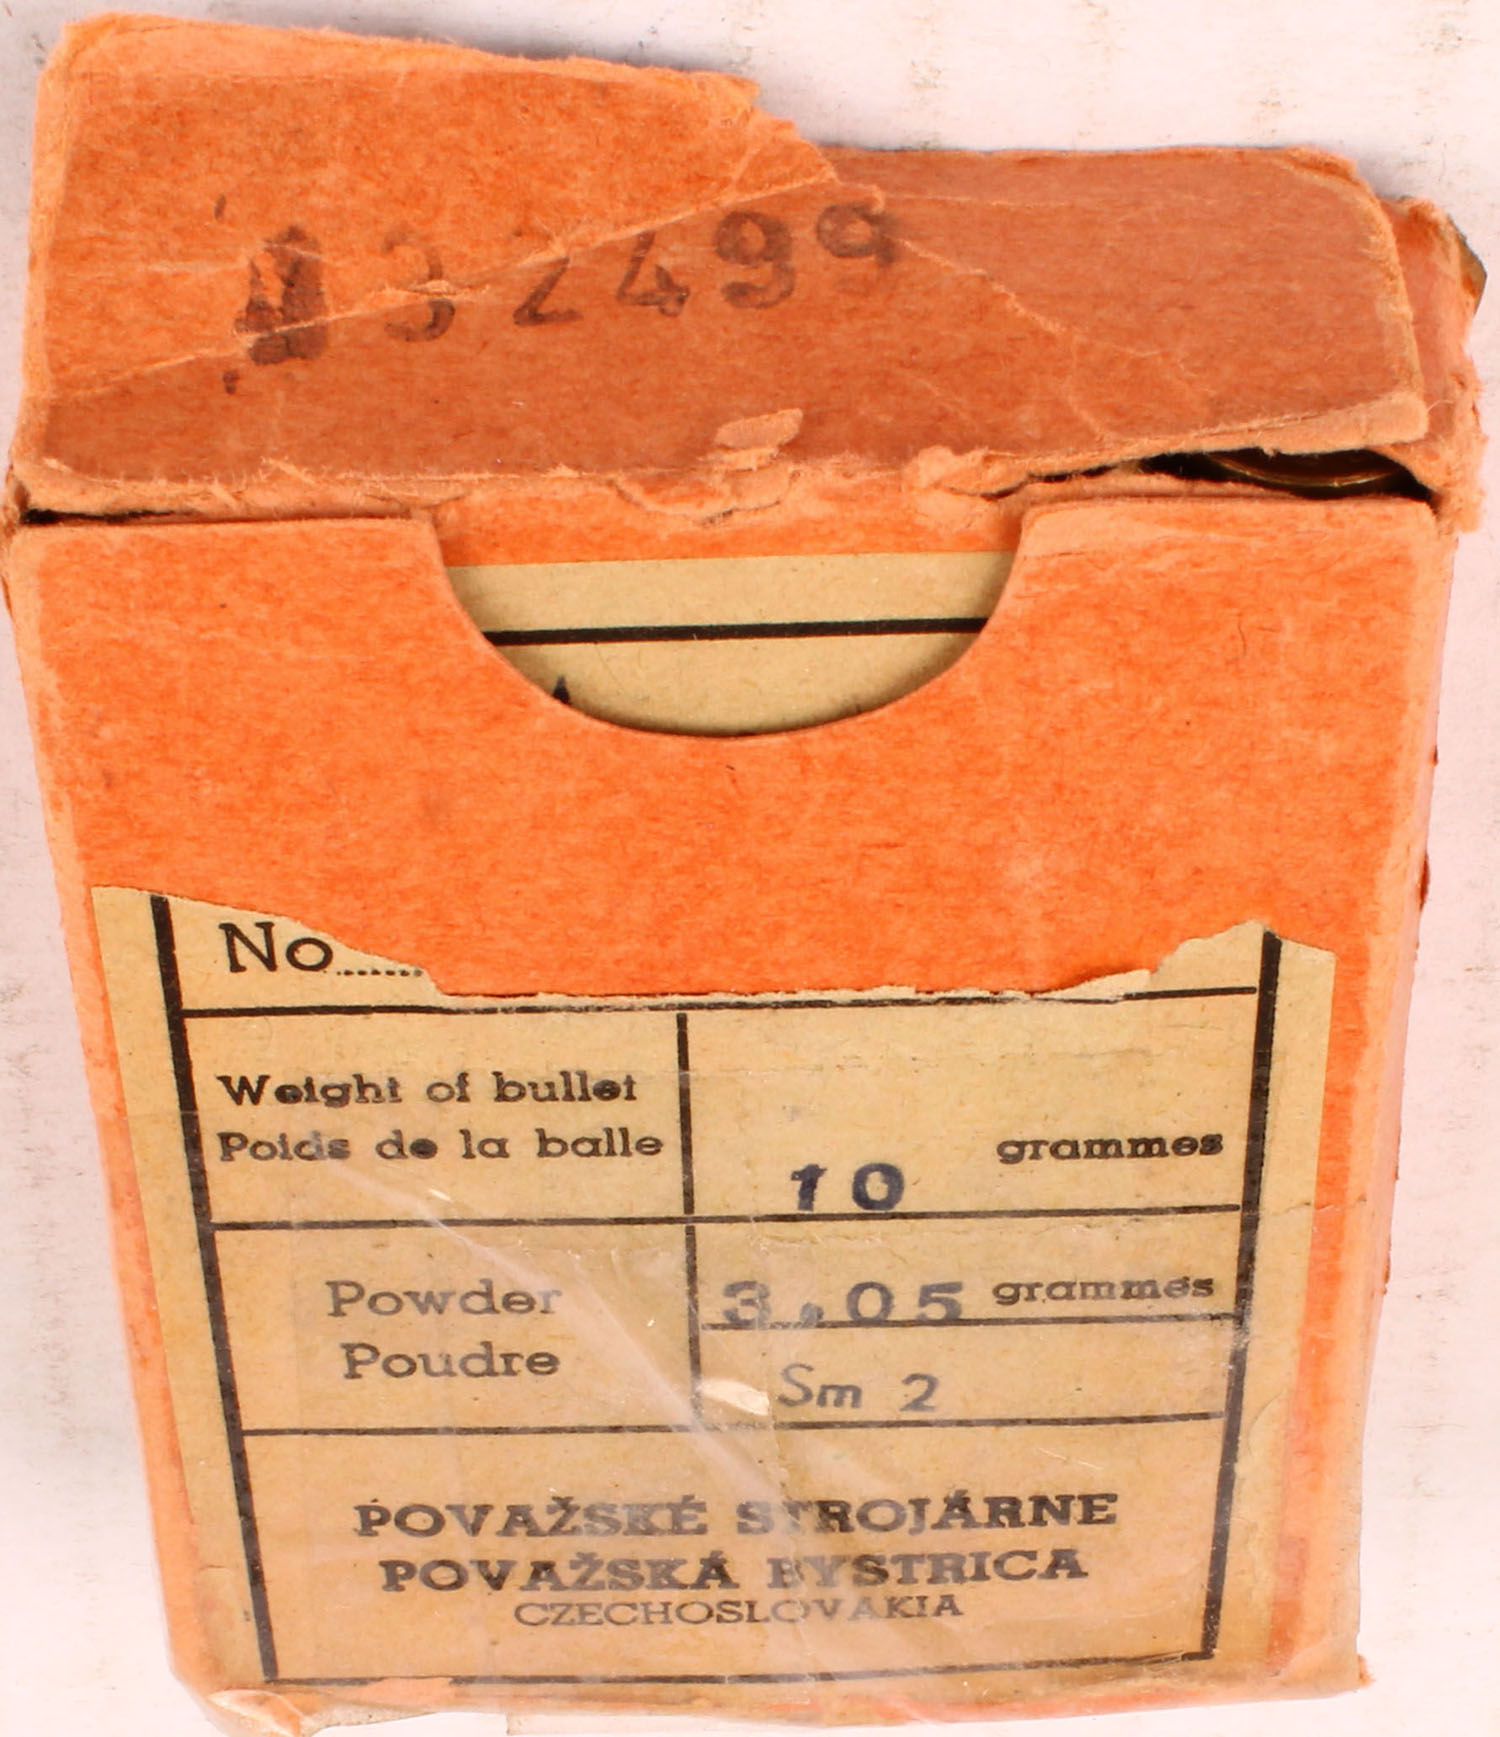 32499
No......
Weight of bullet
Poids de la balle
10 grammes
Powder
Poudre
3,05 grammes
Sm 2
POVAŽSKÉ STROJÁRNE
POVAŽSKÁ BYSTRICA
CZECHOSLOVAKIA